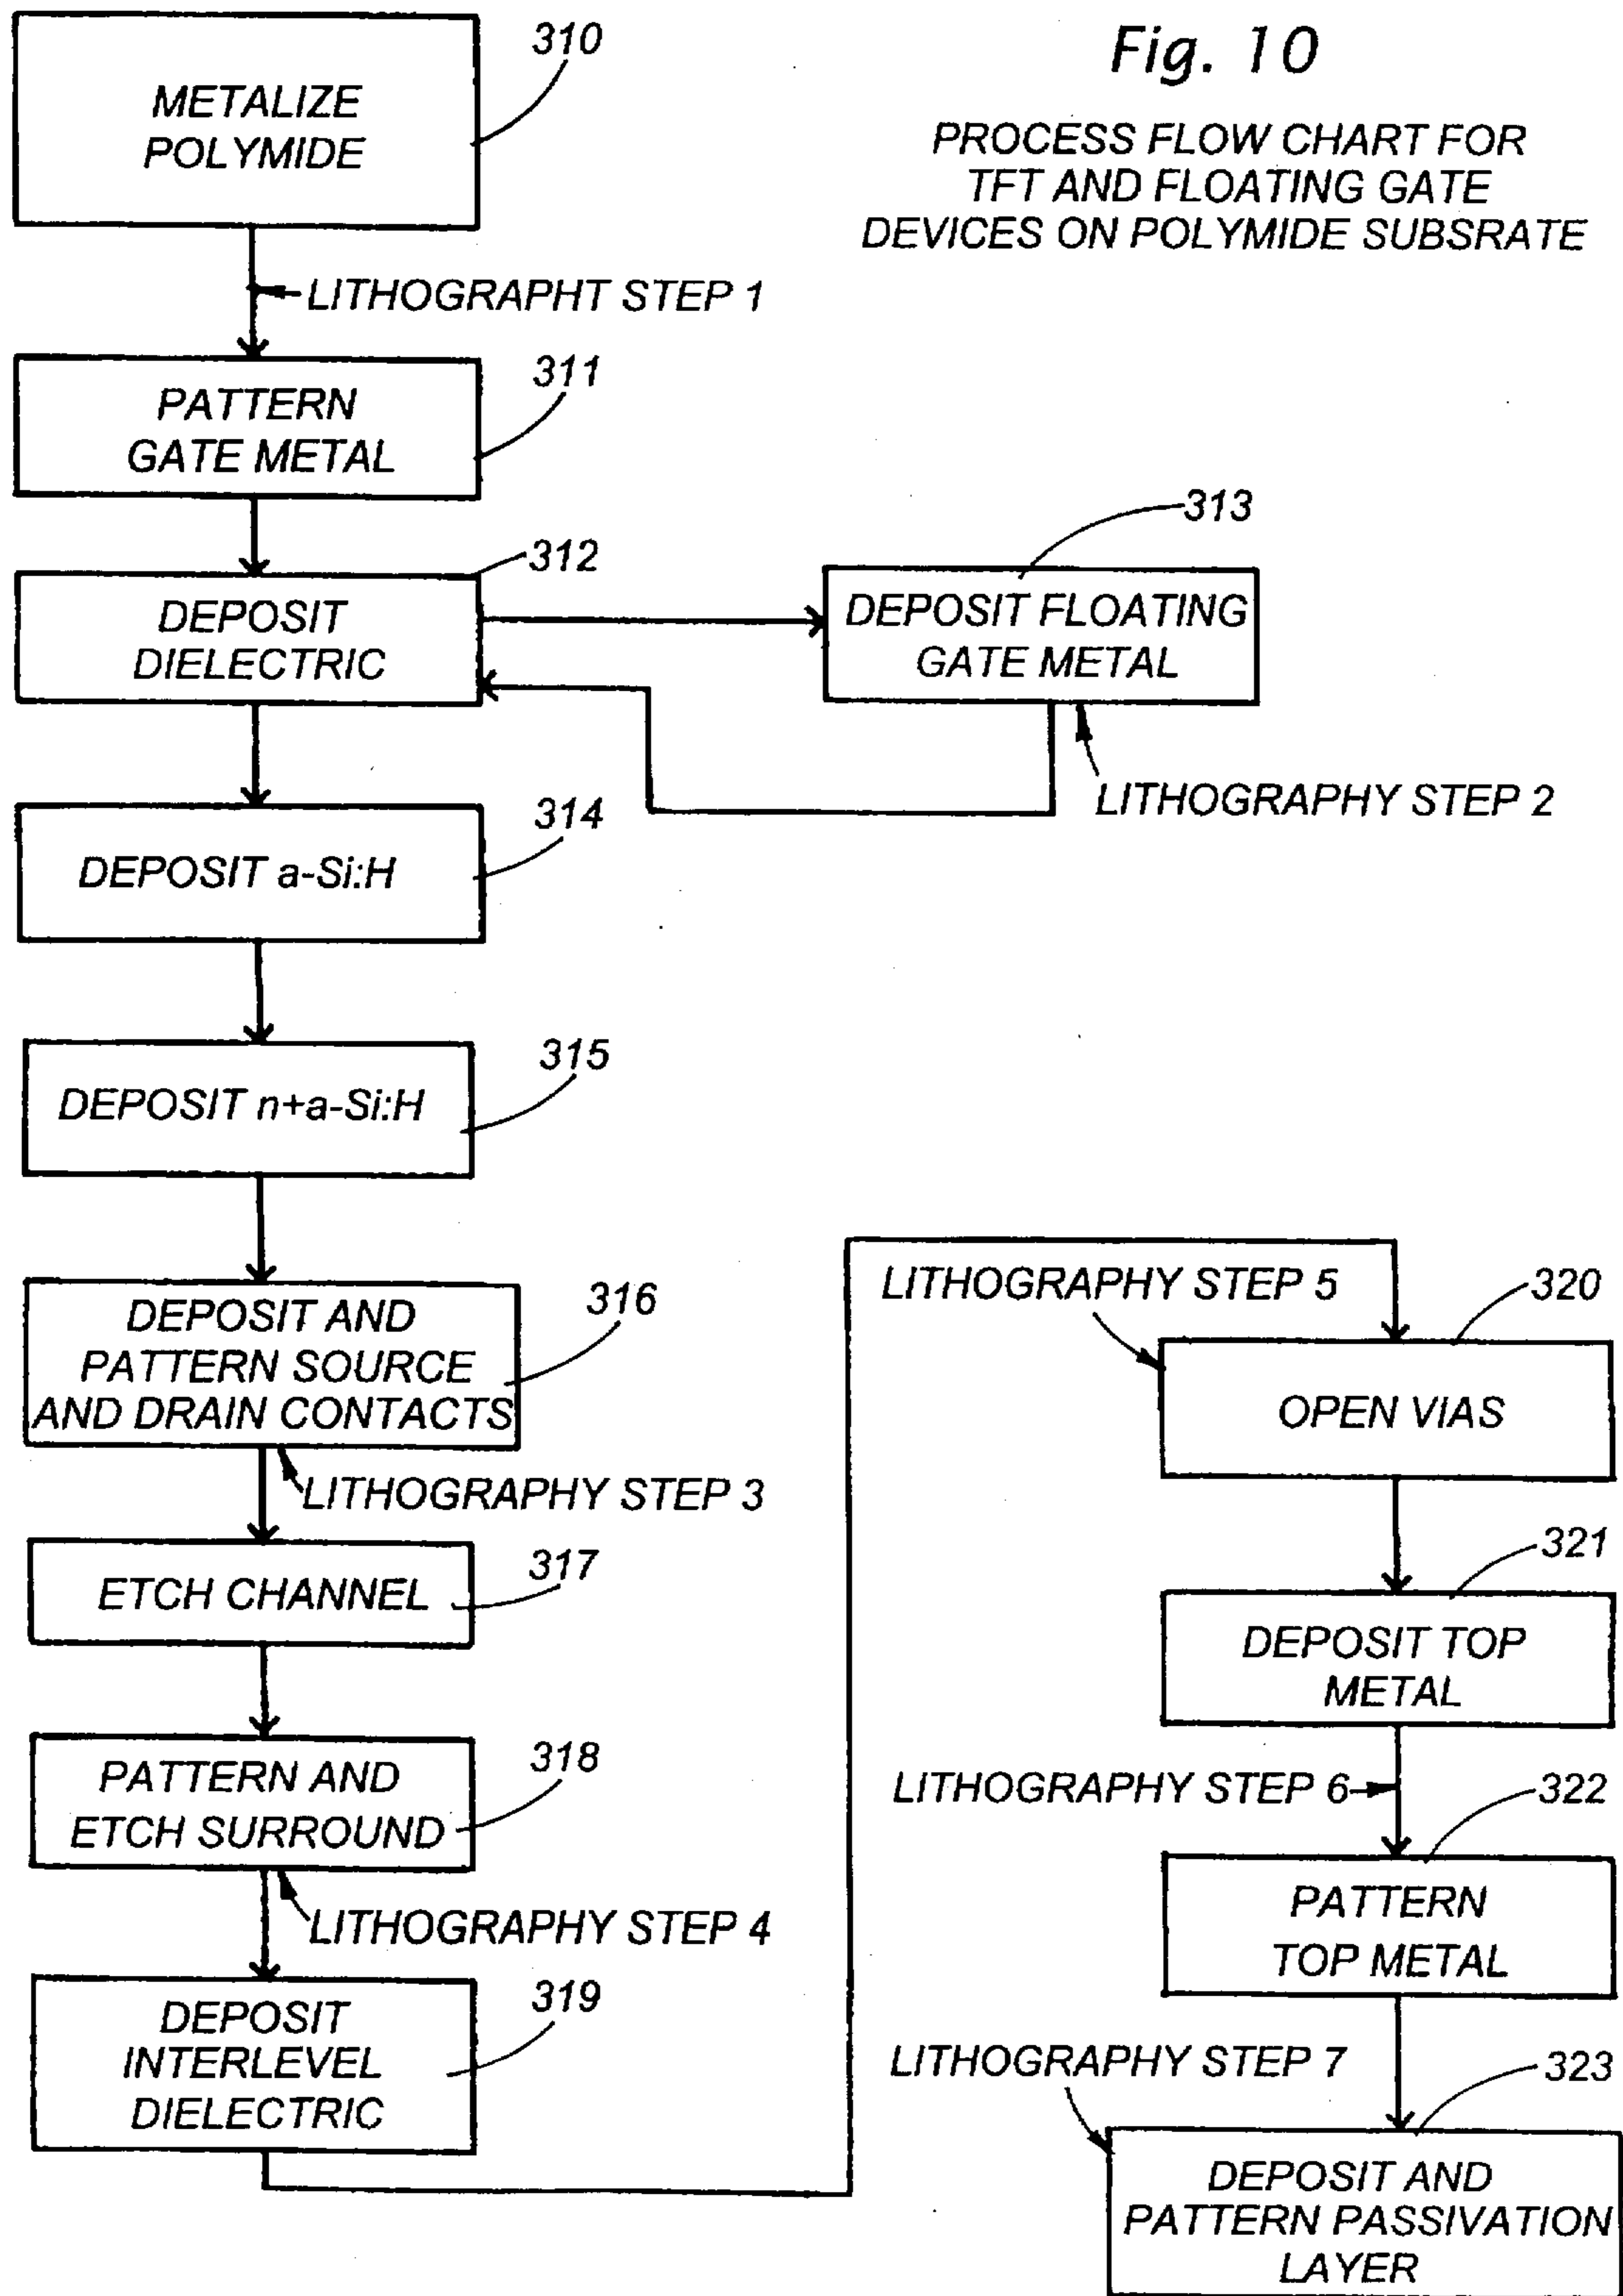 Fig. 10
PROCESS FLOW CHART FOR
TFT AND FLOATING GATE
DEVICES ON POLYMIDE SUBSRATE
310
METALIZE
POLYMIDE
LITHOGRAPHT STEP 1
311
PATTERN
GATE METAL
312
DEPOSIT
DIELECTRIC
313
DEPOSIT FLOATING
GATE METAL
LITHOGRAPHY STEP 2
314
DEPOSIT a-Si:H
315
DEPOSIT n+a-Si:H
316
DEPOSIT AND
PATTERN SOURCE
AND DRAIN CONTACTS
LITHOGRAPHY STEP 3
317
ETCH CHANNEL
318
PATTERN AND
ETCH SURROUND
LITHOGRAPHY STEP 4
319
DEPOSIT
INTERLEVEL
DIELECTRIC
LITHOGRAPHY STEP 5
320
OPEN VIAS
321
DEPOSIT TOP
METAL
LITHOGRAPHY STEP 6
322
PATTERN
TOP METAL
LITHOGRAPHY STEP 7
323
DEPOSIT AND
PATTERN PASSIVATION
LAYER